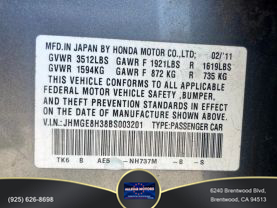 MFD. IN JAPAN BY HONDA MOTOR CO.,LTD; 02/'11
GVWR 3512LBS GAWR F 1921LBS R 1619LBS
GVWR 1594KG GAWR F 872 KG R 735 KG
THIS VEHICLE CONFORMS TO ALL APPLICABLE
FEDERAL MOTOR VEHICLE SAFETY ,BUMPER,
AND THEFT PREVENTION STANDARDS IN EFFECT ON THE
DATE OF MANUFACTURE SHOWN ABOVE.
V.I.N.:JHMGE8H38BS003201 TYPE:PASSENGER CAR
TK6 B AE5 – NH737M – B – S
(925) 626-8698
6240 Brentwood Blvd,
Brentwood, CA 94513